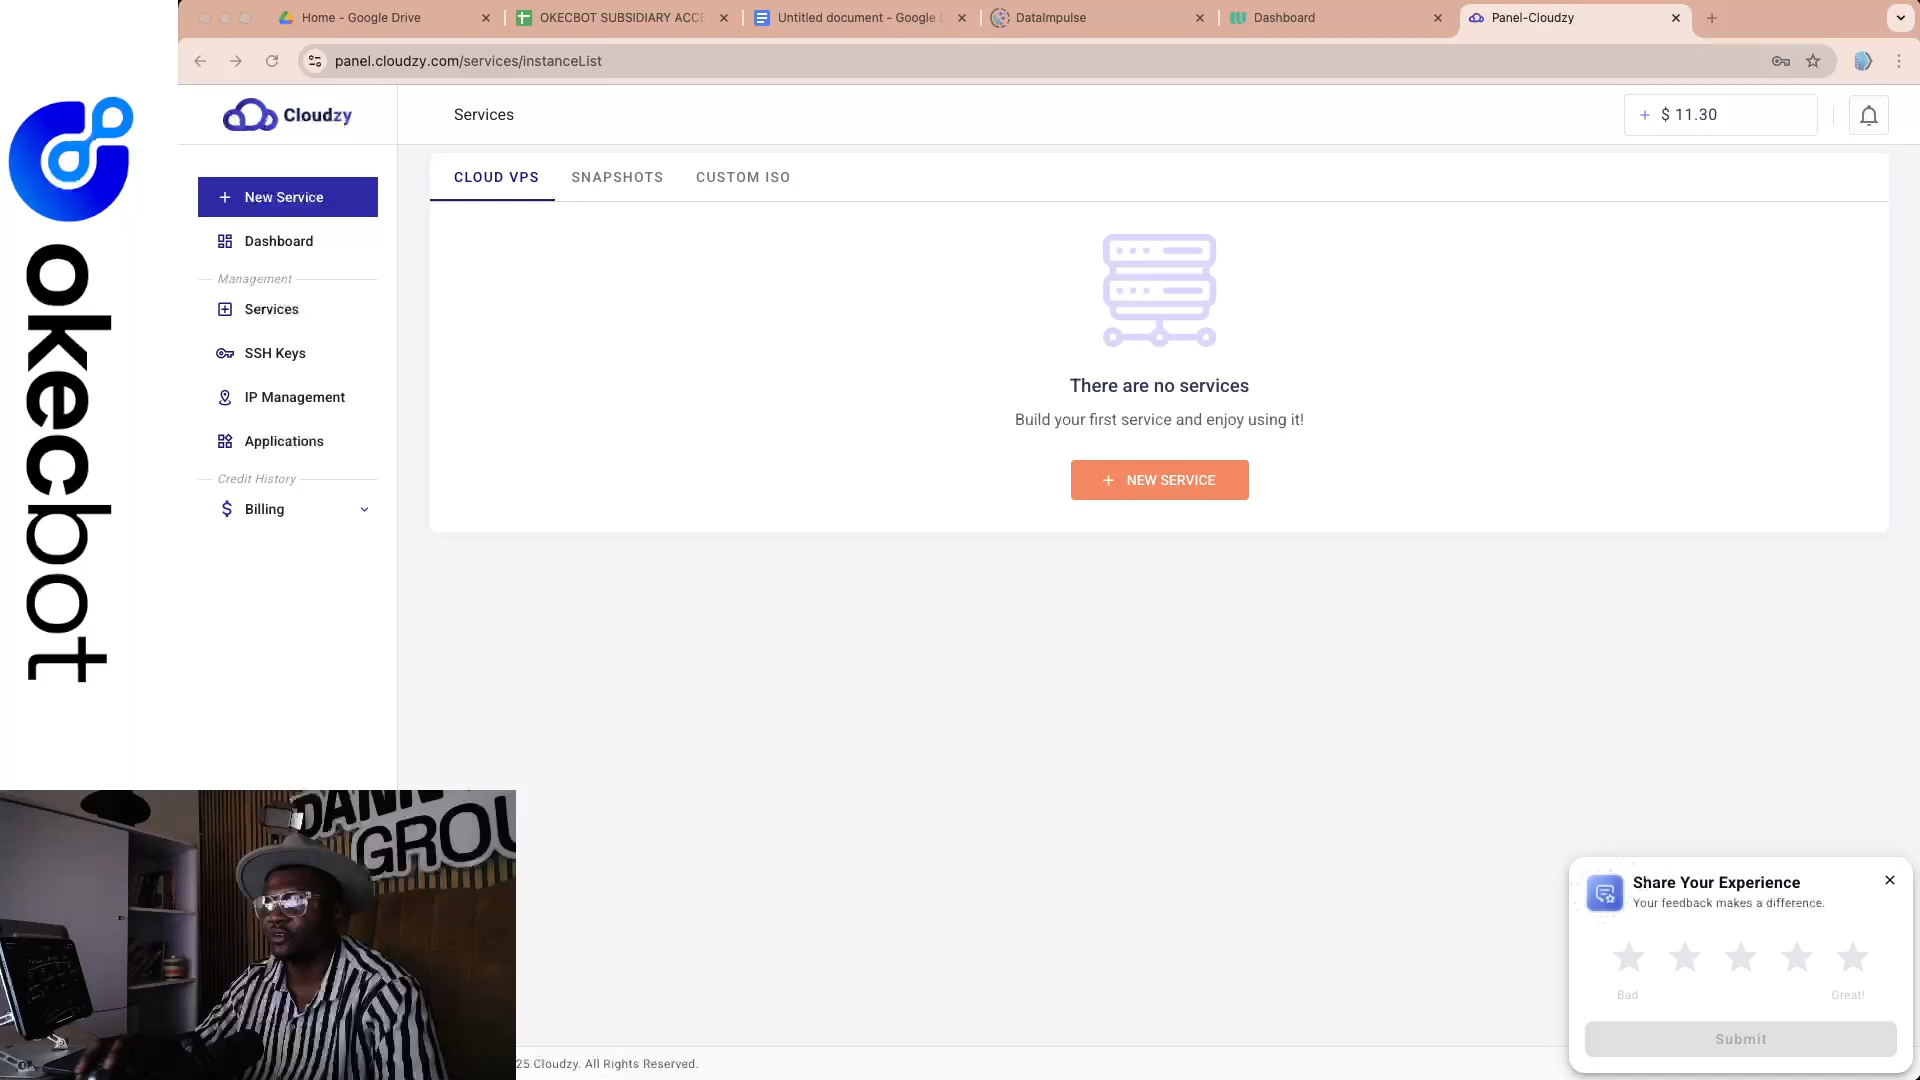 Home - Google Drive
OKECBOT SUBSIDIARY ACCE
Untitled document - Google D
DataImpulse
Dashboard
Panel-Cloudzy
panel.cloudzy.com/services/instanceList
Cloudzy
Services
+ $ 11.30
+ New Service
Dashboard
Management
Services
SSH Keys
IP Management
Applications
Credit History
Billing
CLOUD VPS
SNAPSHOTS
CUSTOM ISO
There are no services
Build your first service and enjoy using it!
+ NEW SERVICE
okecbot
GROU
Share Your Experience
Your feedback makes a difference.
Bad
Great!
Submit
25 Cloudzy. All Rights Reserved.